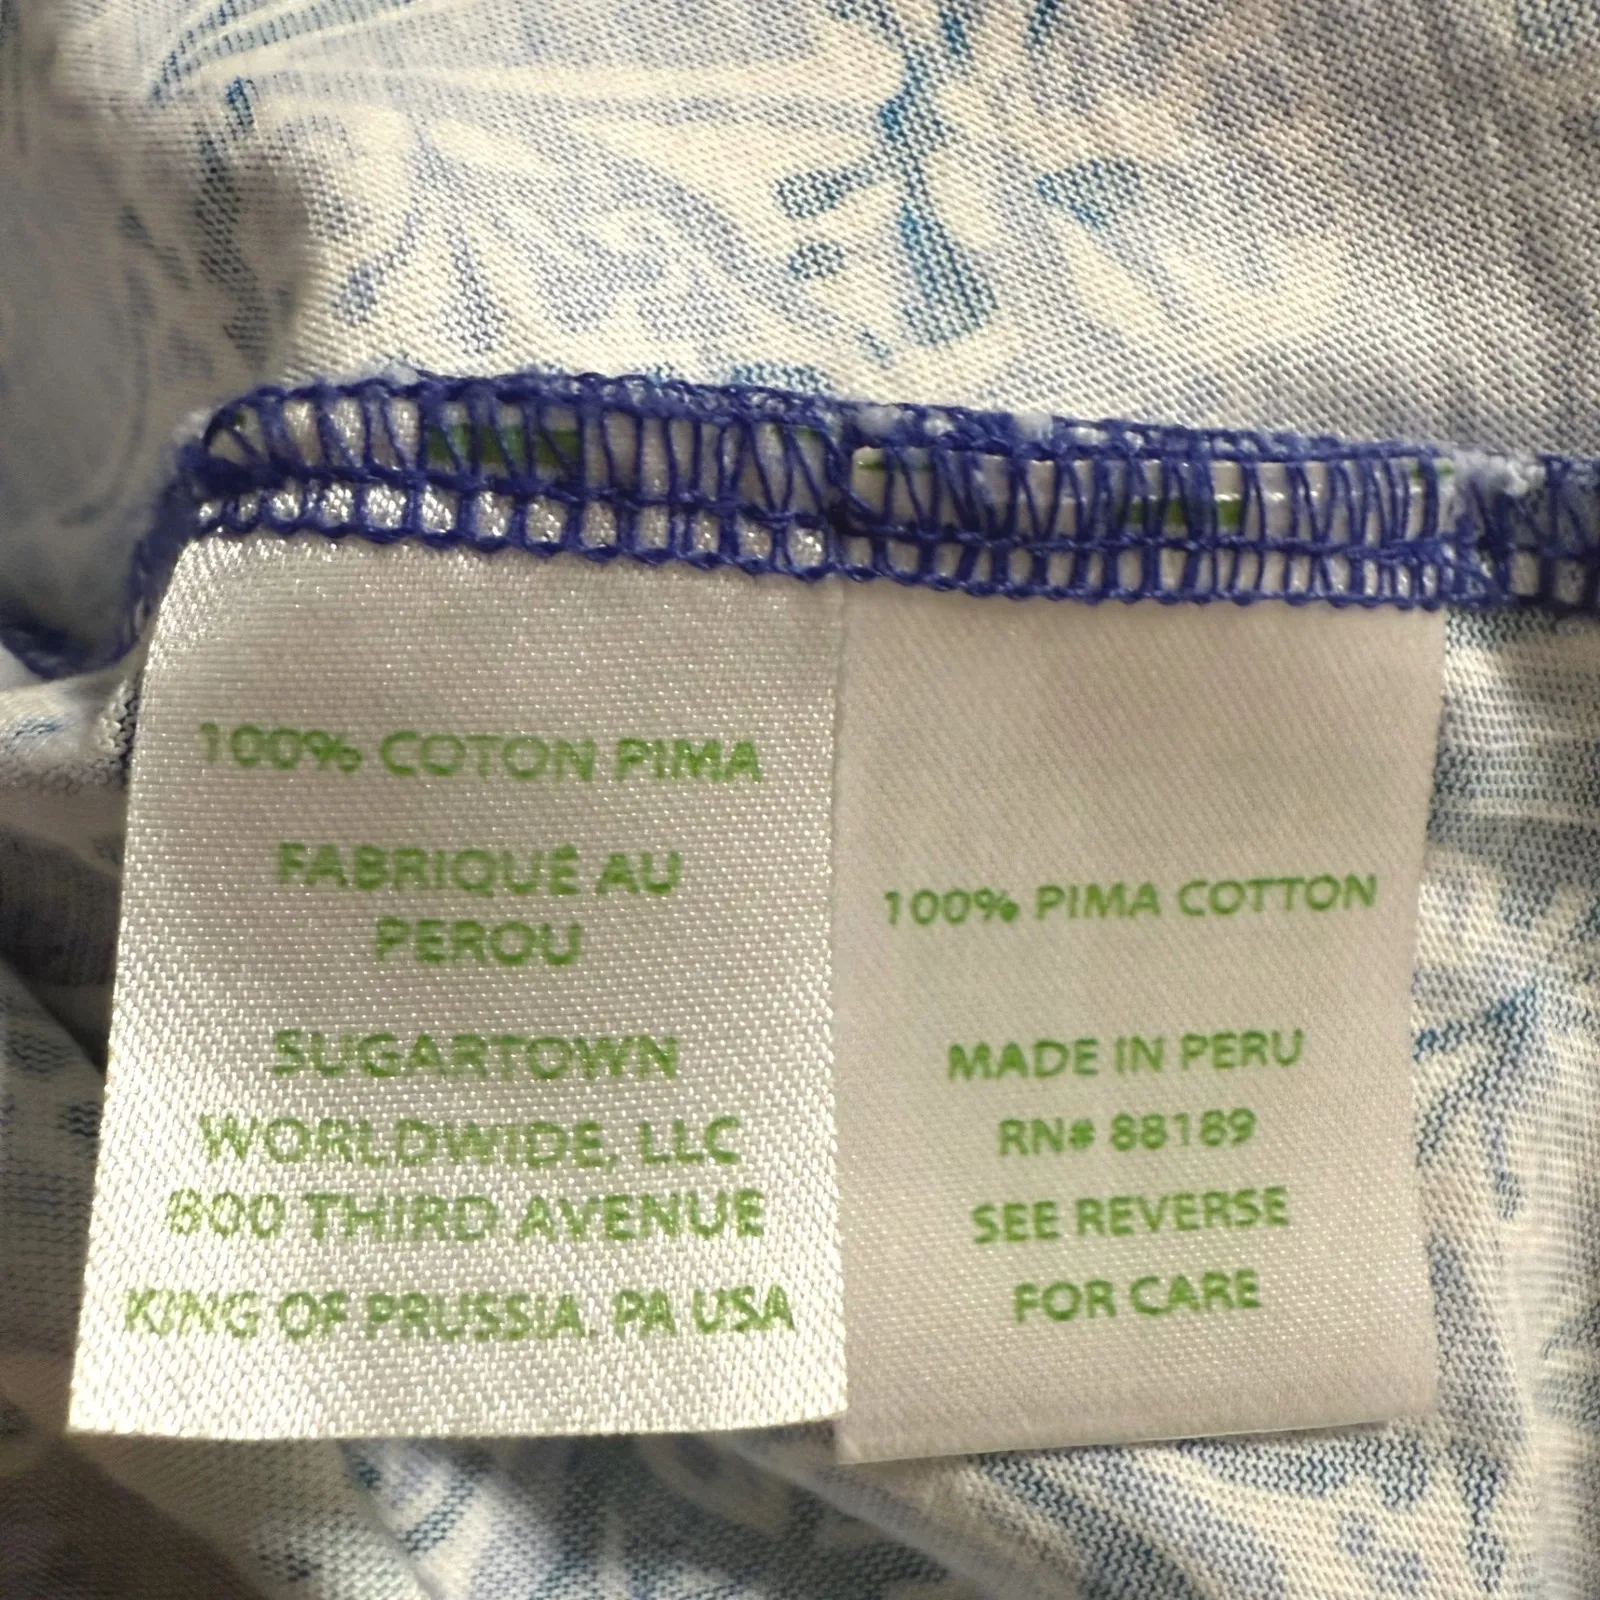 100% COTON PIMA
FABRIQUÉ AU
PEROU
SUGARTOWN
WORLDWIDE, LLC
800 THIRD AVENUE
KING OF PRUSSIA, PA USA
100% PIMA COTTON
MADE IN PERU
RN# 88189
SEE REVERSE
FOR CARE